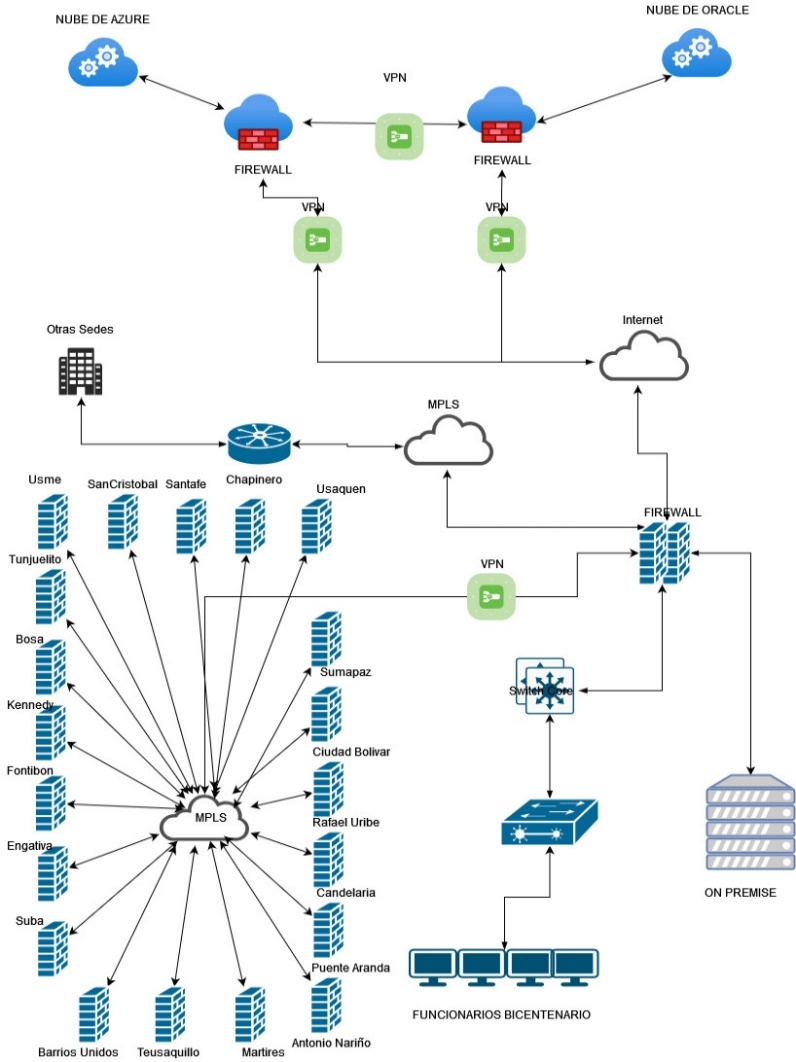 NUBE DE AZURE
NUBE DE ORACLE
VPN
FIREWALL
FIREWALL
VPN
VPN
Internet
Otras Sedes
MPLS
Usme
SanCristobal
Santafe
Chapinero
Usaquen
FIREWALL
Tunjuelito
VPN
Bosa
Sumapaz
Switch Core
Kennedy
Ciudad Bolivar
Fontibon
MPLS
Rafael Uribe
Engativa
Candelaria
ON PREMISE
Suba
Puente Aranda
FUNCIONARIOS BICENTENARIO
Barrios Unidos
Teusaquillo
Martires
Antonio Nariño